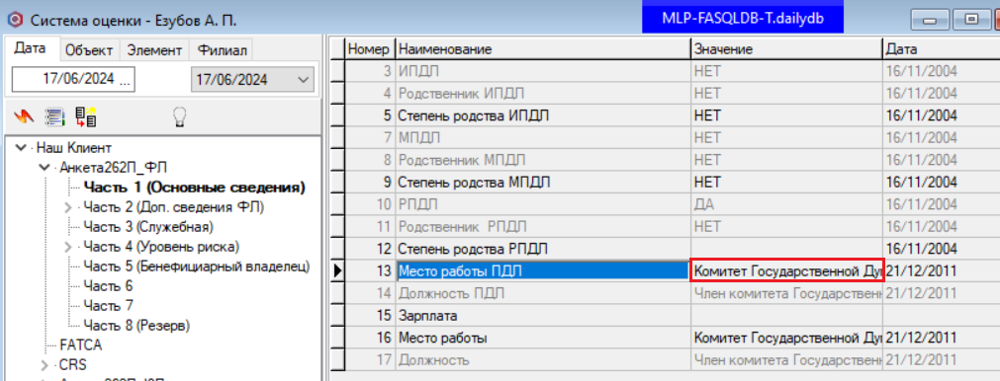 Система оценки - Езубов А. П.
MLP-FASQLDB-T.dailydb
Дата Объект Элемент Филиал
17/06/2024 ... 17/06/2024
Наш Клиент
Анкета262П_ФЛ
Часть 1 (Основные сведения)
Часть 2 (Доп. сведения ФЛ)
Часть 3 (Служебная)
Часть 4 (Уровень риска)
Часть 5 (Бенефициарный владелец)
Часть 6
Часть 7
Часть 8 (Резерв)
FATCA
CRS
Номер Наименование Значение Дата
3 ИПДЛ НЕТ 16/11/2004
4 Родственник ИПДЛ НЕТ 16/11/2004
5 Степень родства ИПДЛ НЕТ 16/11/2004
7 МПДЛ НЕТ 16/11/2004
8 Родственник МПДЛ НЕТ 16/11/2004
9 Степень родства МПДЛ НЕТ 16/11/2004
10 РПДЛ ДА 16/11/2004
11 Родственник РПДЛ НЕТ 16/11/2004
12 Степень родства РПДЛ 16/11/2004
13 Место работы ПДЛ Комитет Государственной Ду 21/12/2011
14 Должность ПДЛ Член комитета Государствен 21/12/2011
15 Зарплата
16 Место работы Комитет Государственной Ду 21/12/2011
17 Должность Член комитета Государствен 21/12/2011